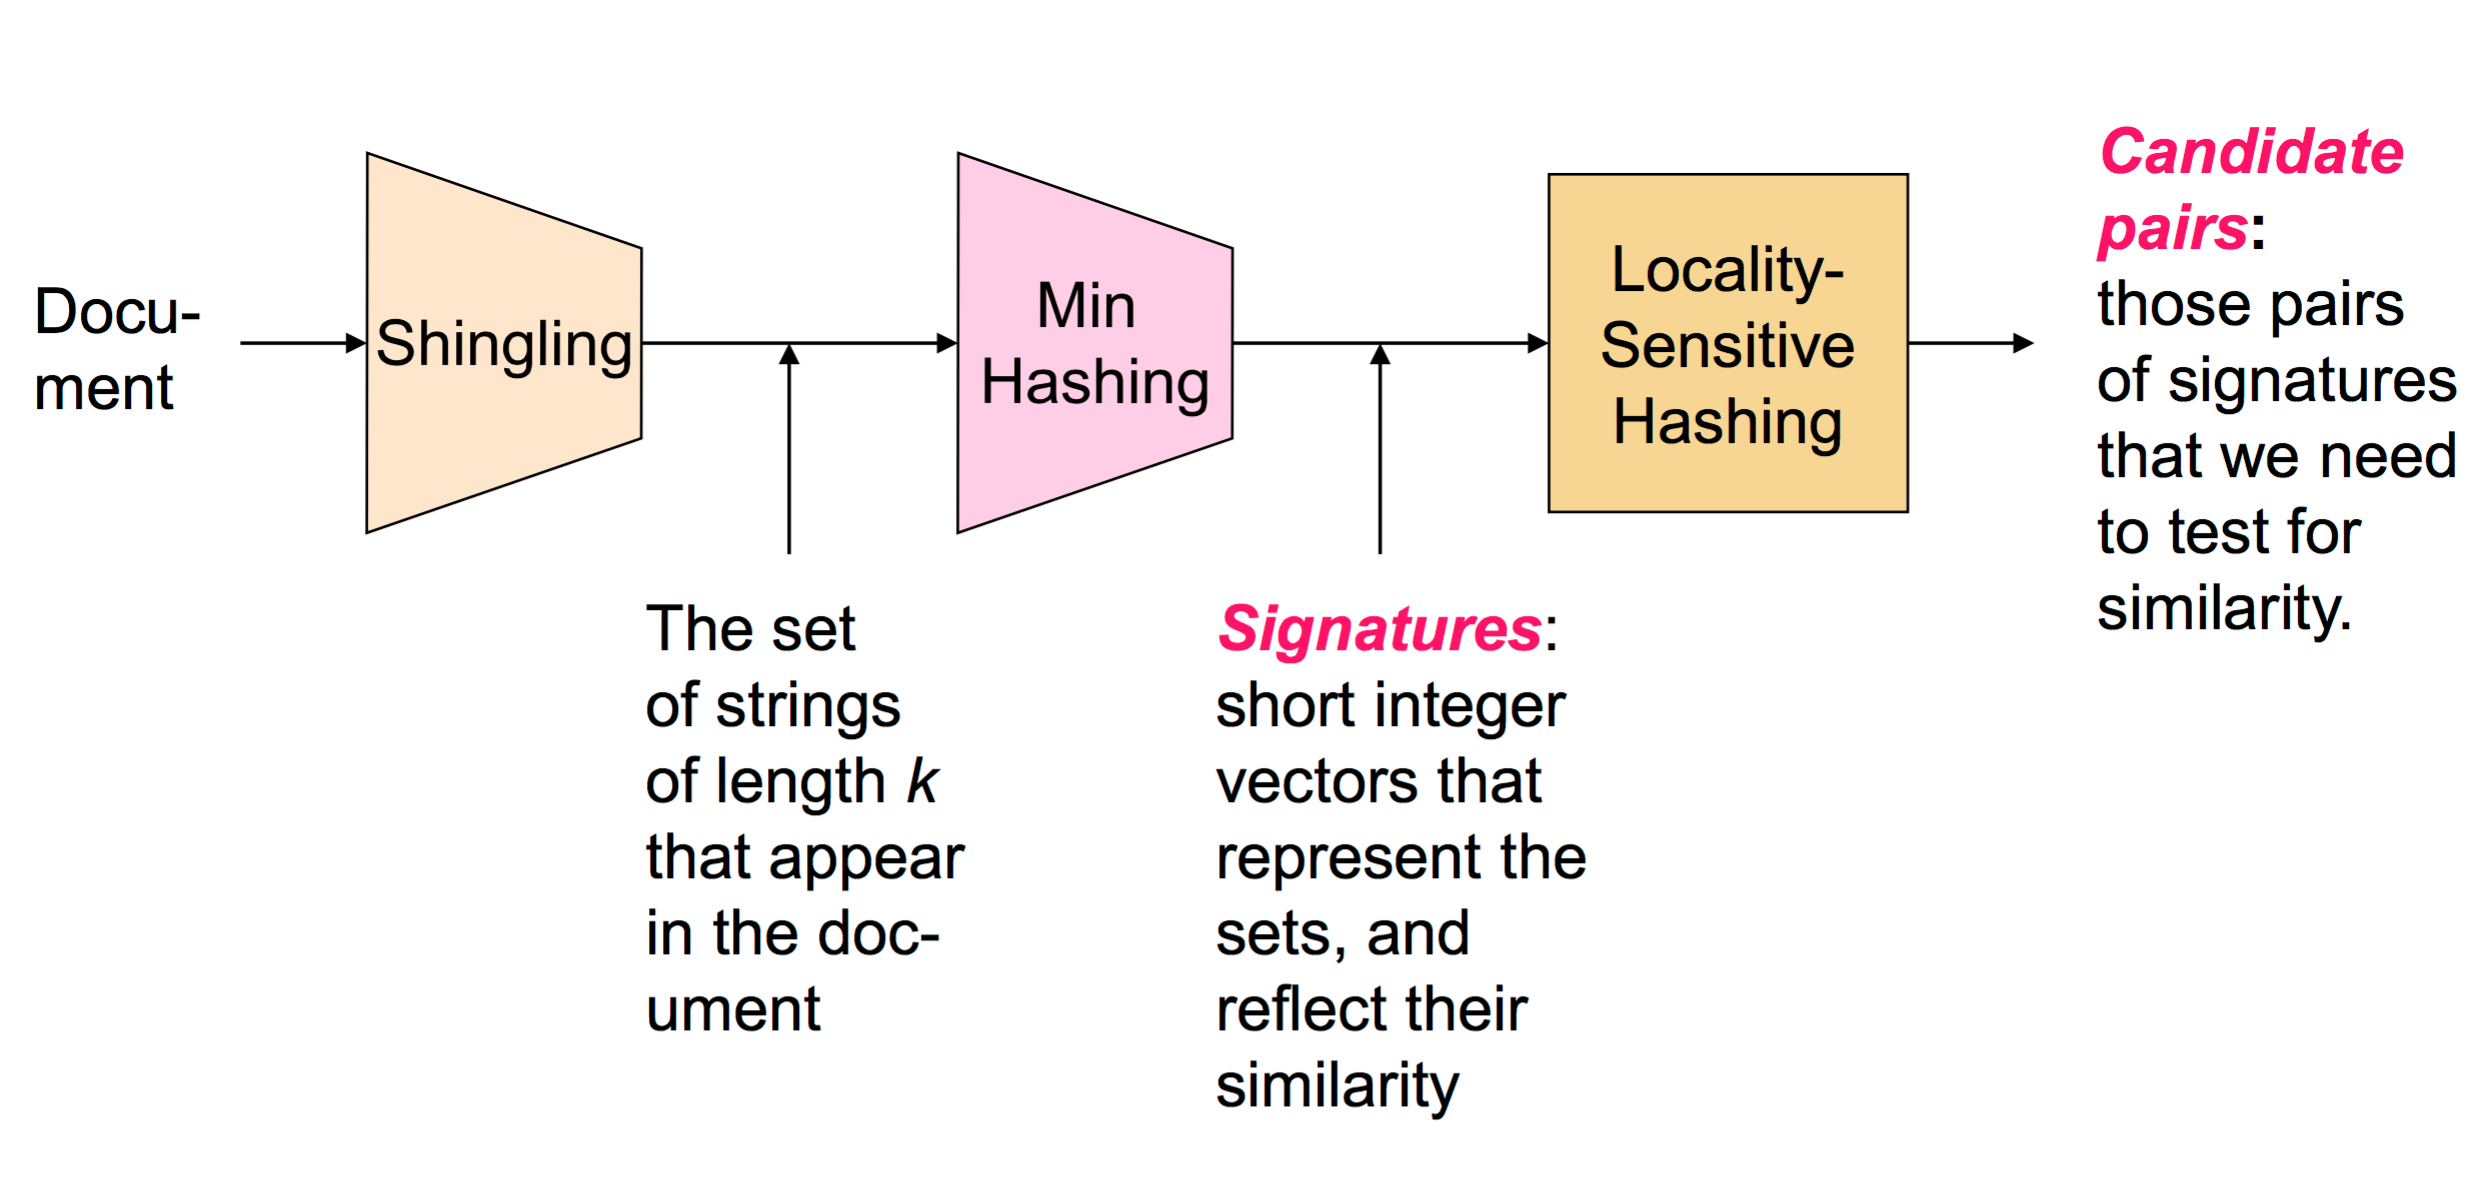 Docu-
ment
Shingling
The set
of strings
of length k
that appear
in the doc-
ument
Min
Hashing
Signatures:
short integer
vectors that
represent the
sets, and
reflect their
similarity
Locality-
Sensitive
Hashing
Candidate
pairs:
those pairs
of signatures
that we need
to test for
similarity.